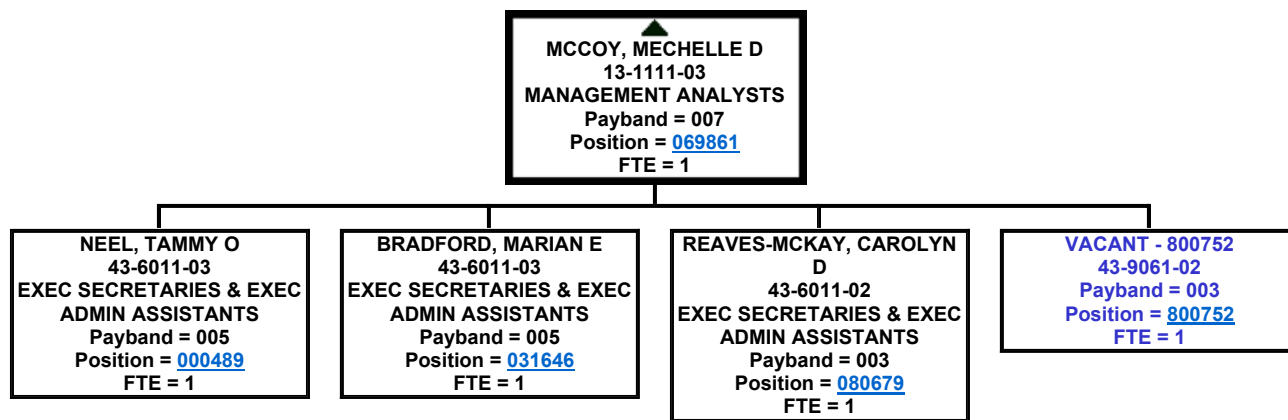 MCCOY, MECHELLE D
13-1111-03
MANAGEMENT ANALYSTS
Payband = 007
Position = 069861
FTE = 1
NEEL, TAMMY O
43-6011-03
EXEC SECRETARIES & EXEC
ADMIN ASSISTANTS
Payband = 005
Position = 000489
FTE = 1
BRADFORD, MARIAN E
43-6011-03
EXEC SECRETARIES & EXEC
ADMIN ASSISTANTS
Payband = 005
Position = 031646
FTE = 1
REAVES-MCKAY, CAROLYN
D
43-6011-02
EXEC SECRETARIES & EXEC
ADMIN ASSISTANTS
Payband = 003
Position = 080679
FTE = 1
VACANT - 800752
43-9061-02
Payband = 003
Position = 800752
FTE = 1